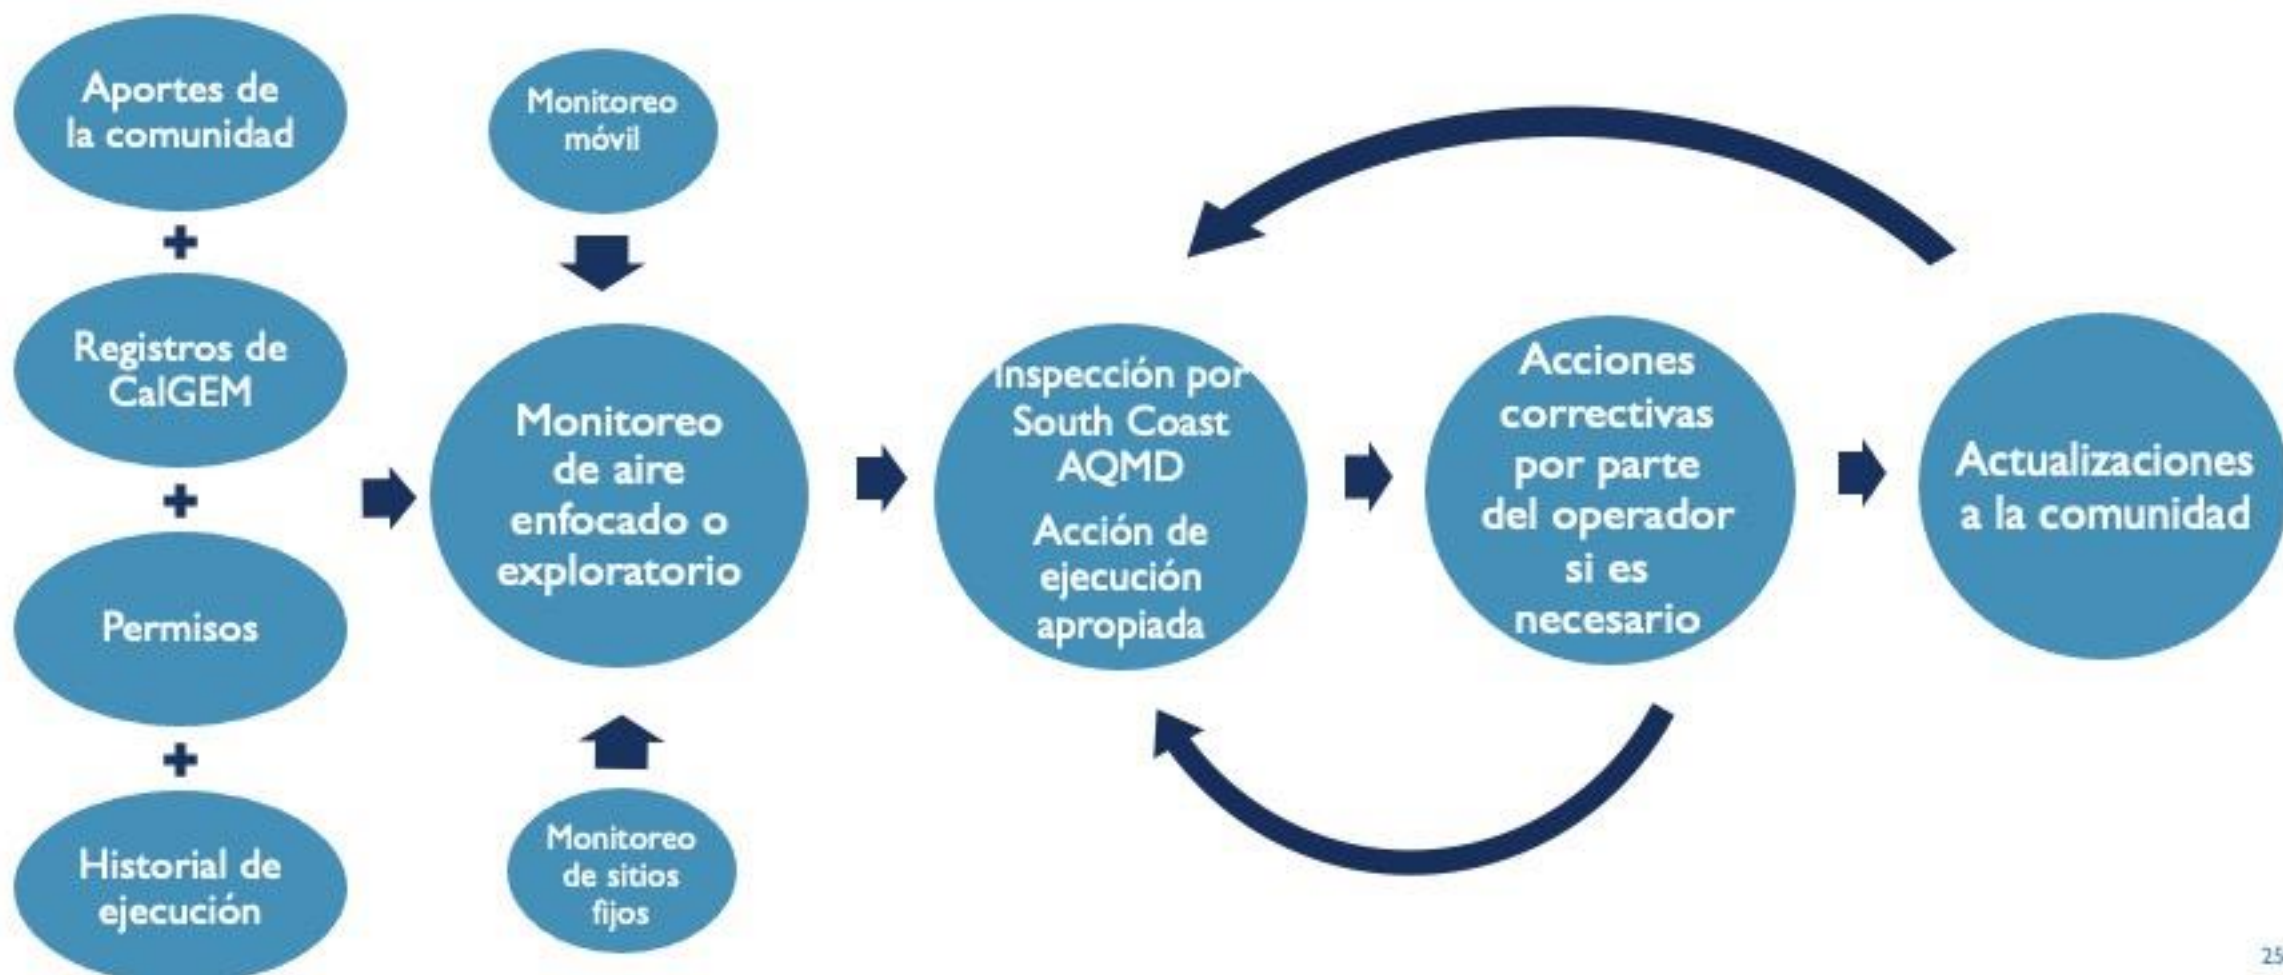 Aportes de
la comunidad
+
Registros de
CalGEM
+
Permisos
+
Historial de
ejecución
Monitoreo
móvil
Monitoreo
de aire
enfocado o
exploratorio
Monitoreo
de sitios
fijos
Inspección por
South Coast
AQMD
Acción de
ejecución
apropiada
Acciones
correctivas
por parte
del operador
si es
necesario
Actualizaciones
a la comunidad
25